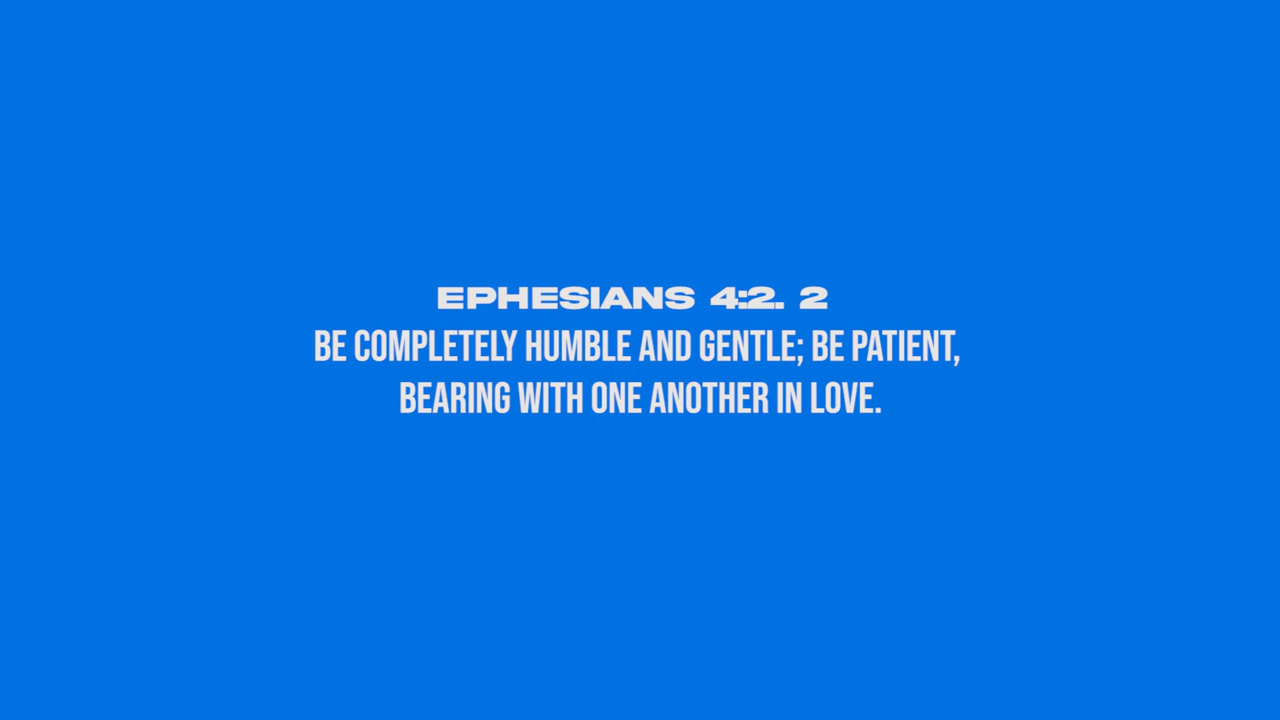 EPHESIANS 4:2. 2
BE COMPLETELY HUMBLE AND GENTLE; BE PATIENT,
BEARING WITH ONE ANOTHER IN LOVE.